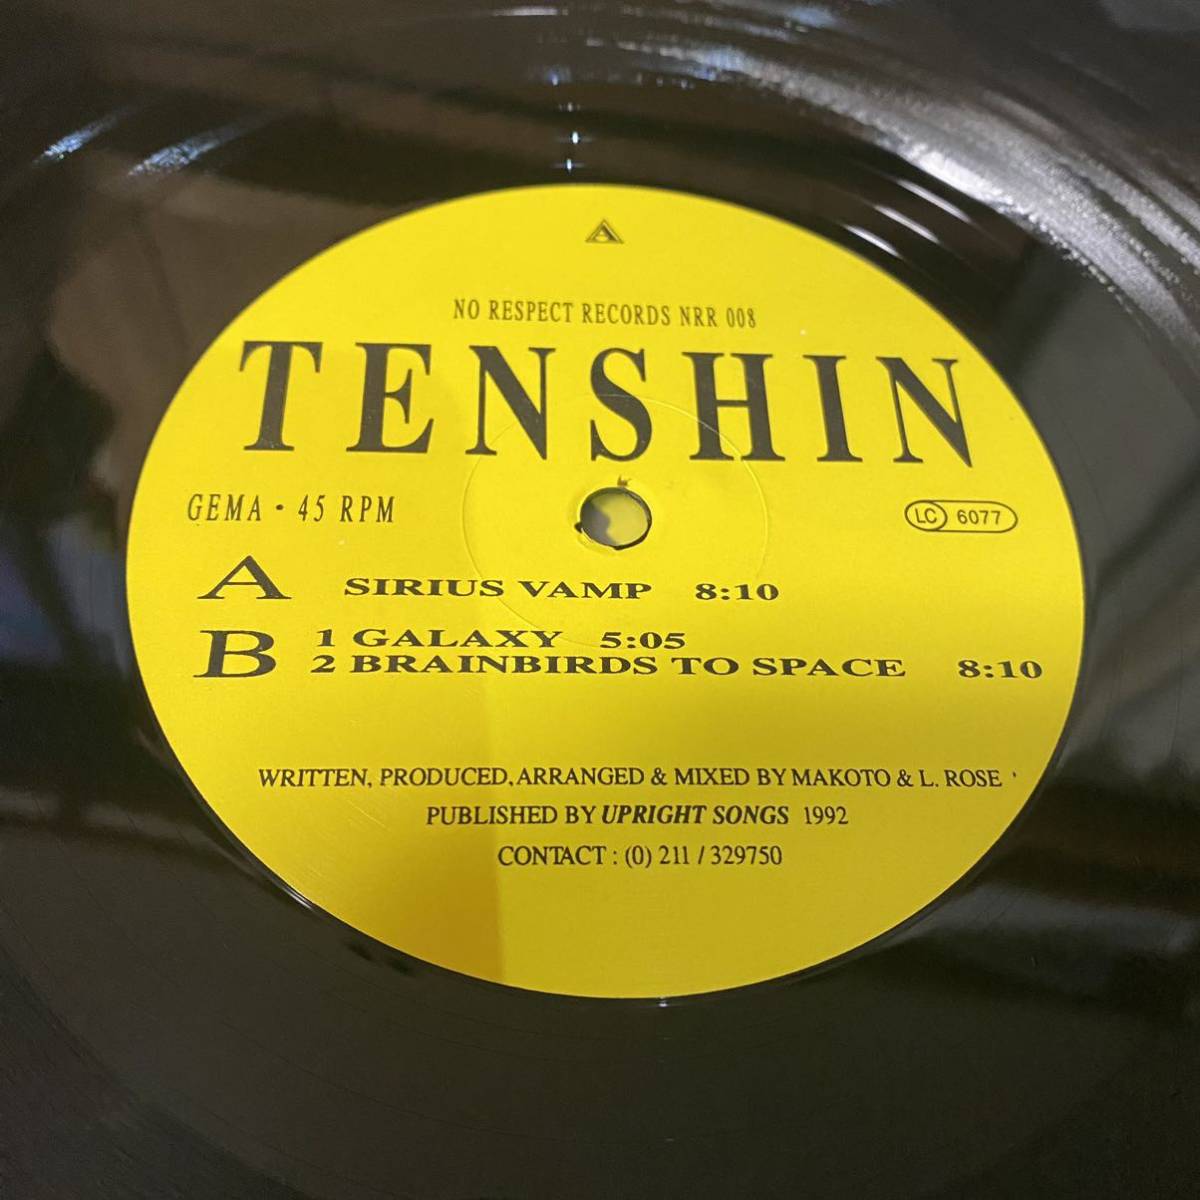 A
NO RESPECT RECORDS NRR 008
TENSHIN
GEMA · 45 RPM
LC 6077
A SIRIUS VAMP 8:10
B 1 GALAXY 5:05
2 BRAINBIRDS TO SPACE 8:10
WRITTEN, PRODUCED, ARRANGED & MIXED BY MAKOTO & L. ROSE
PUBLISHED BY UPRIGHT SONGS 1992
CONTACT : (0) 211 / 329750